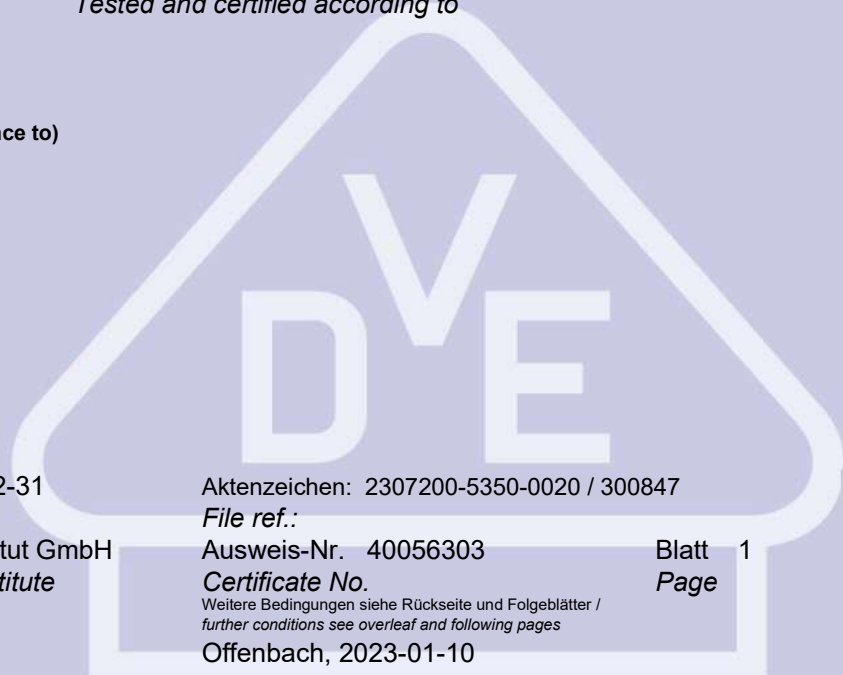 Tested and certified according to
ce to)
VDE
2-31
Aktenzeichen: 2307200-5350-0020 / 300847
File ref.:
tut GmbH
Ausweis-Nr. 40056303
Blatt 1
titute
Certificate No.
Page
Weitere Bedingungen siehe Rückseite und Folgeblätter /
further conditions see overleaf and following pages
Offenbach, 2023-01-10